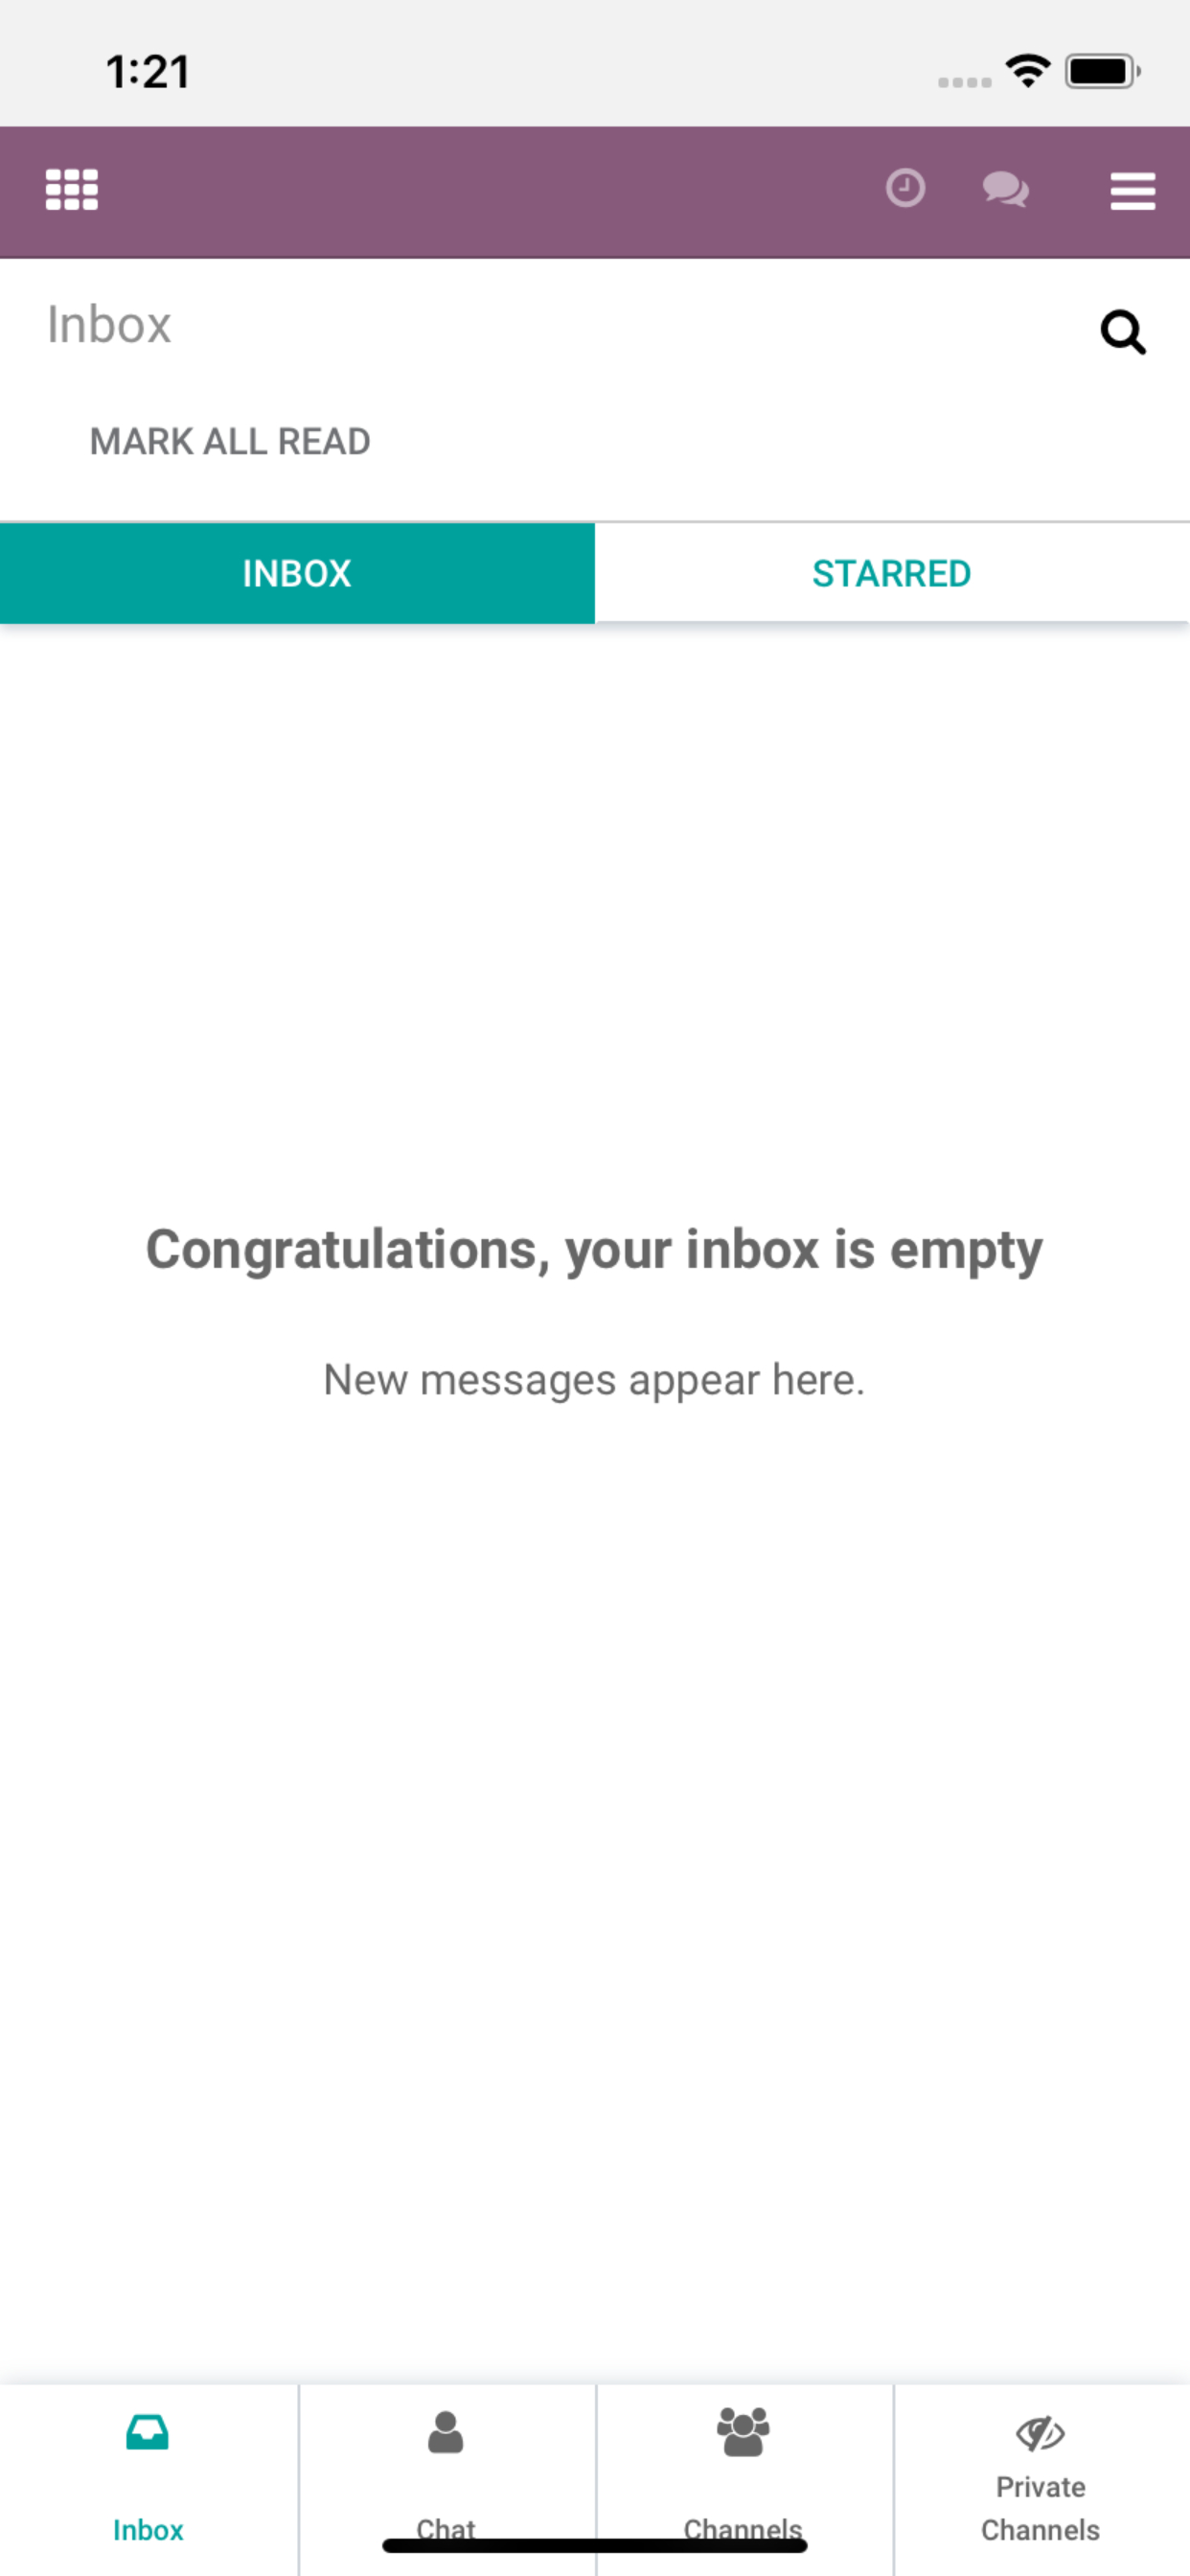 1:21
Inbox
MARK ALL READ
INBOX
STARRED
Congratulations, your inbox is empty
New messages appear here.
Inbox
Chat
Channels
Private
Channels